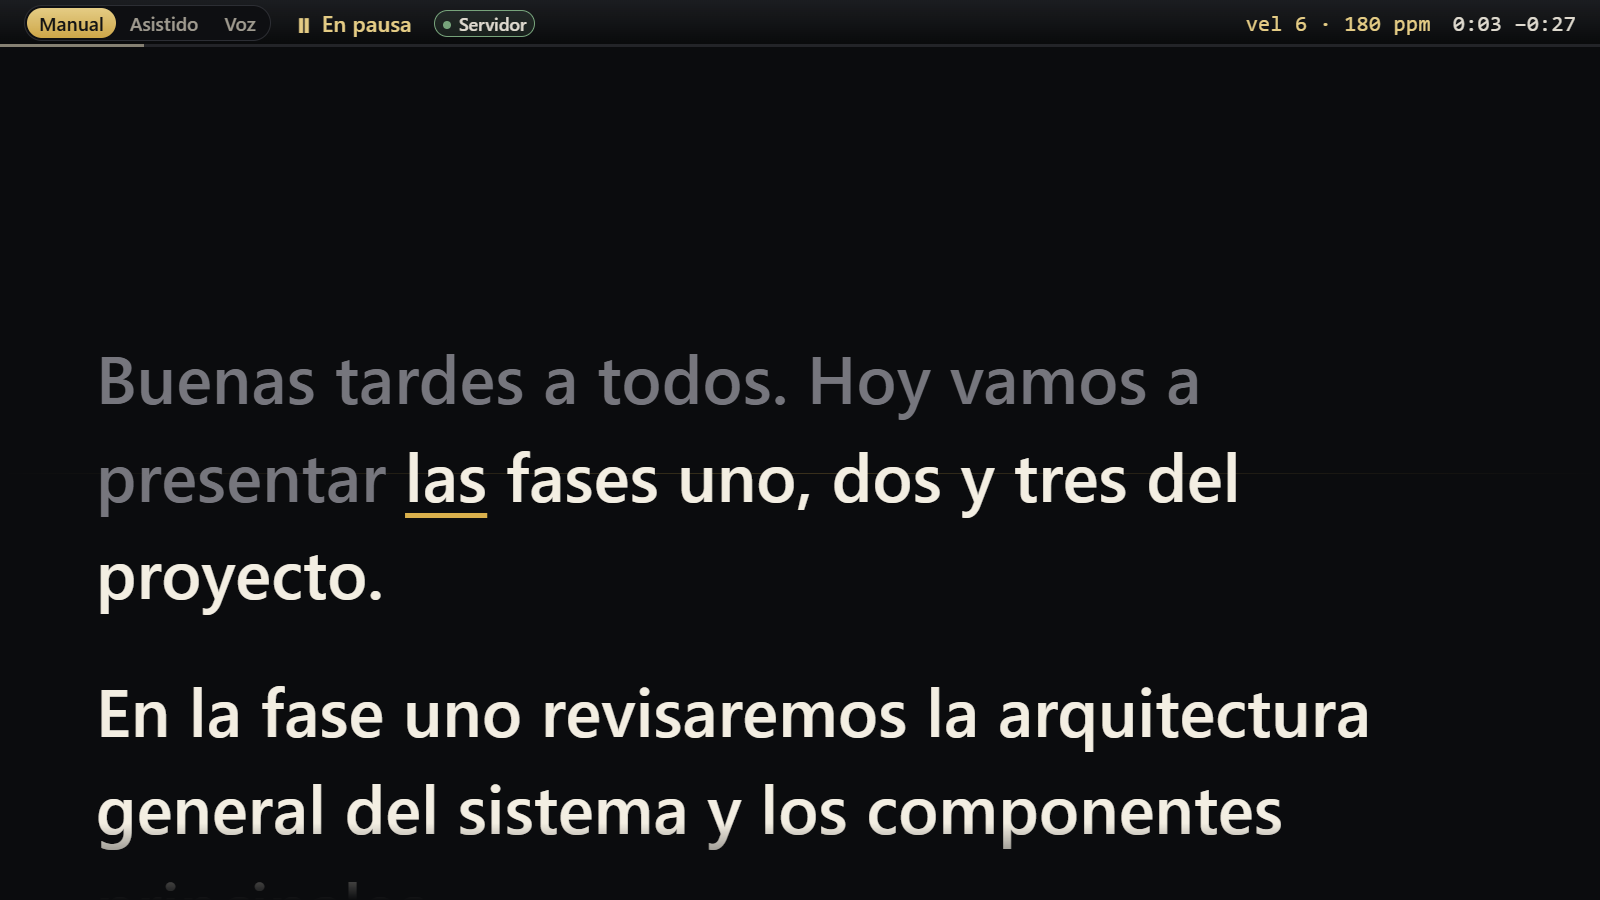 Manual Asistido Voz En pausa Servidor vel 6 · 180 ppm 0:03 −0:27
Buenas tardes a todos. Hoy vamos a
presentar las fases uno, dos y tres del
proyecto.
En la fase uno revisaremos la arquitectura
general del sistema y los componentes